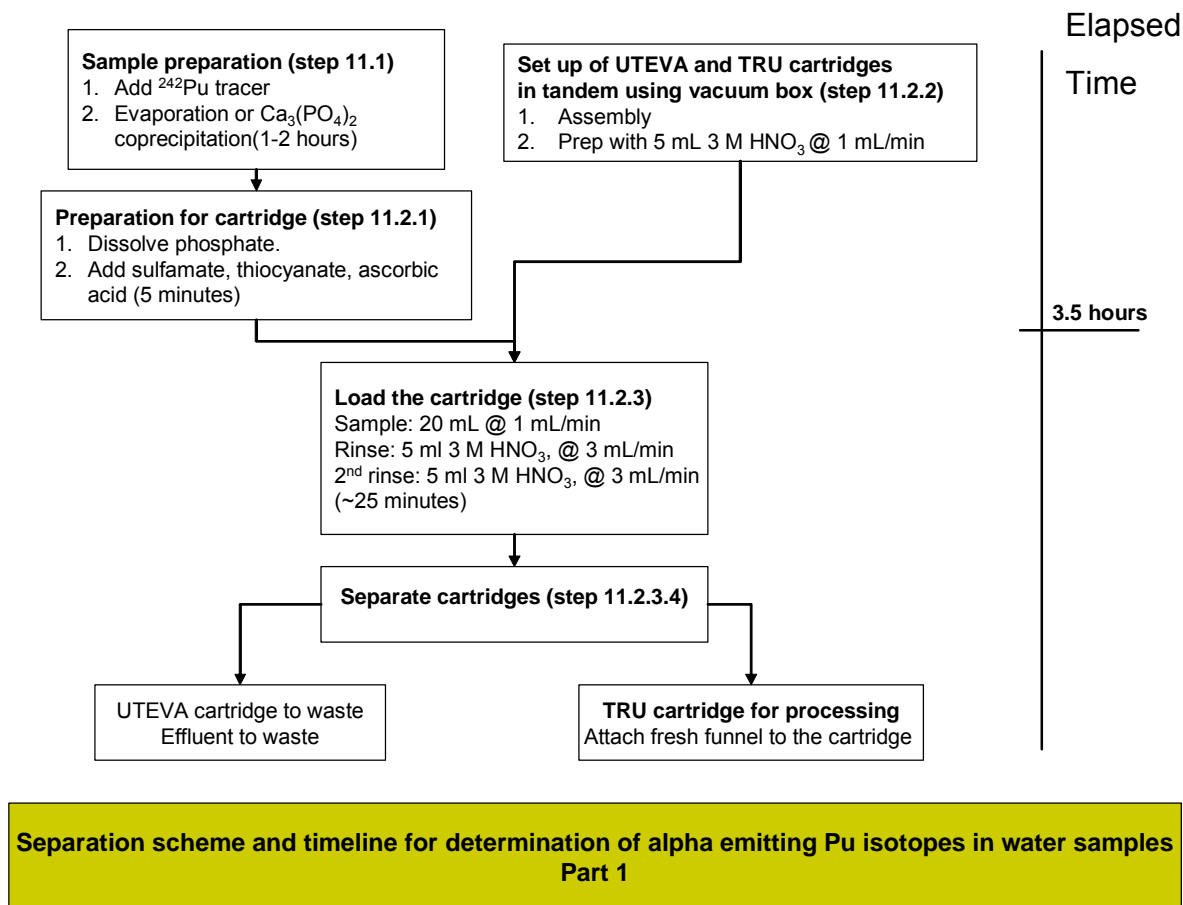 Elapsed
Time
Sample preparation (step 11.1)
1. Add ²⁴²Pu tracer
2. Evaporation or Ca₃(PO₄)₂
coprecipitation(1-2 hours)
Set up of UTEVA and TRU cartridges
in tandem using vacuum box (step 11.2.2)
1. Assembly
2. Prep with 5 mL 3 M HNO₃ @ 1 mL/min
Preparation for cartridge (step 11.2.1)
1. Dissolve phosphate.
2. Add sulfamate, thiocyanate, ascorbic
acid (5 minutes)
3.5 hours
Load the cartridge (step 11.2.3)
Sample: 20 mL @ 1 mL/min
Rinse: 5 ml 3 M HNO₃, @ 3 mL/min
2ⁿᵈ rinse: 5 ml 3 M HNO₃, @ 3 mL/min
(~25 minutes)
Separate cartridges (step 11.2.3.4)
UTEVA cartridge to waste
Effluent to waste
TRU cartridge for processing
Attach fresh funnel to the cartridge
Separation scheme and timeline for determination of alpha emitting Pu isotopes in water samples
Part 1